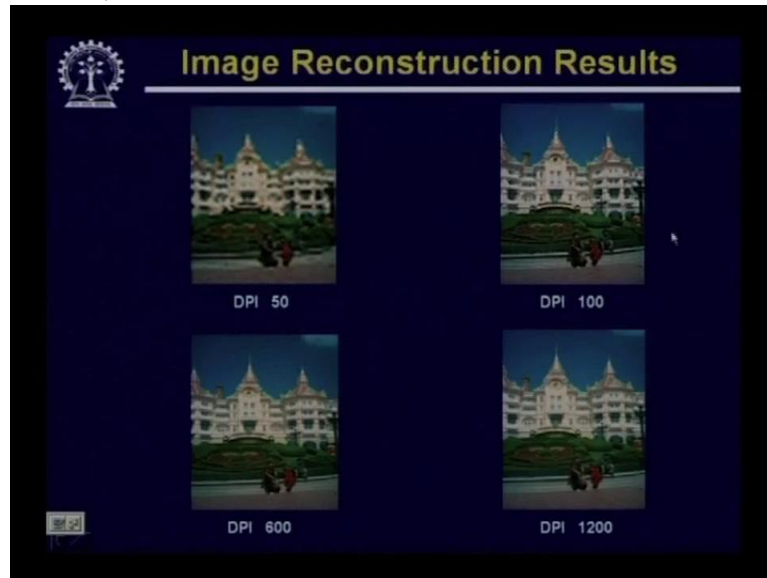 Image Reconstruction Results
DPI 50
DPI 100
DPI 600
DPI 1200